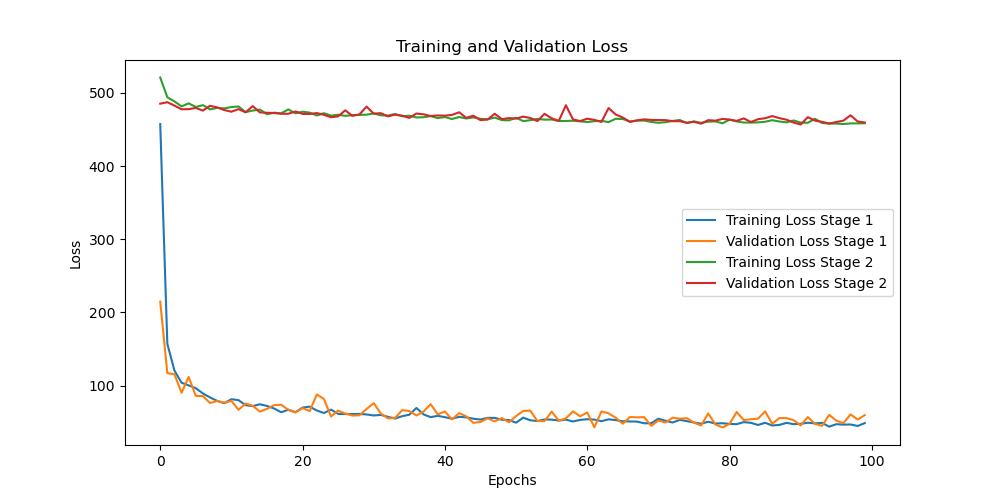 Training and Validation Loss
Loss
500
400
300
200
100
Training Loss Stage 1
Validation Loss Stage 1
Training Loss Stage 2
Validation Loss Stage 2
0 20 40 60 80 100
Epochs